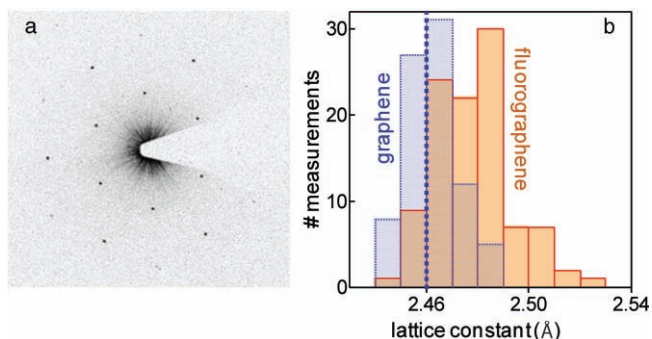 a
b
30
20
10
0
# measurements
graphene
fluorographene
2.46
2.50
2.54
lattice constant (Å)